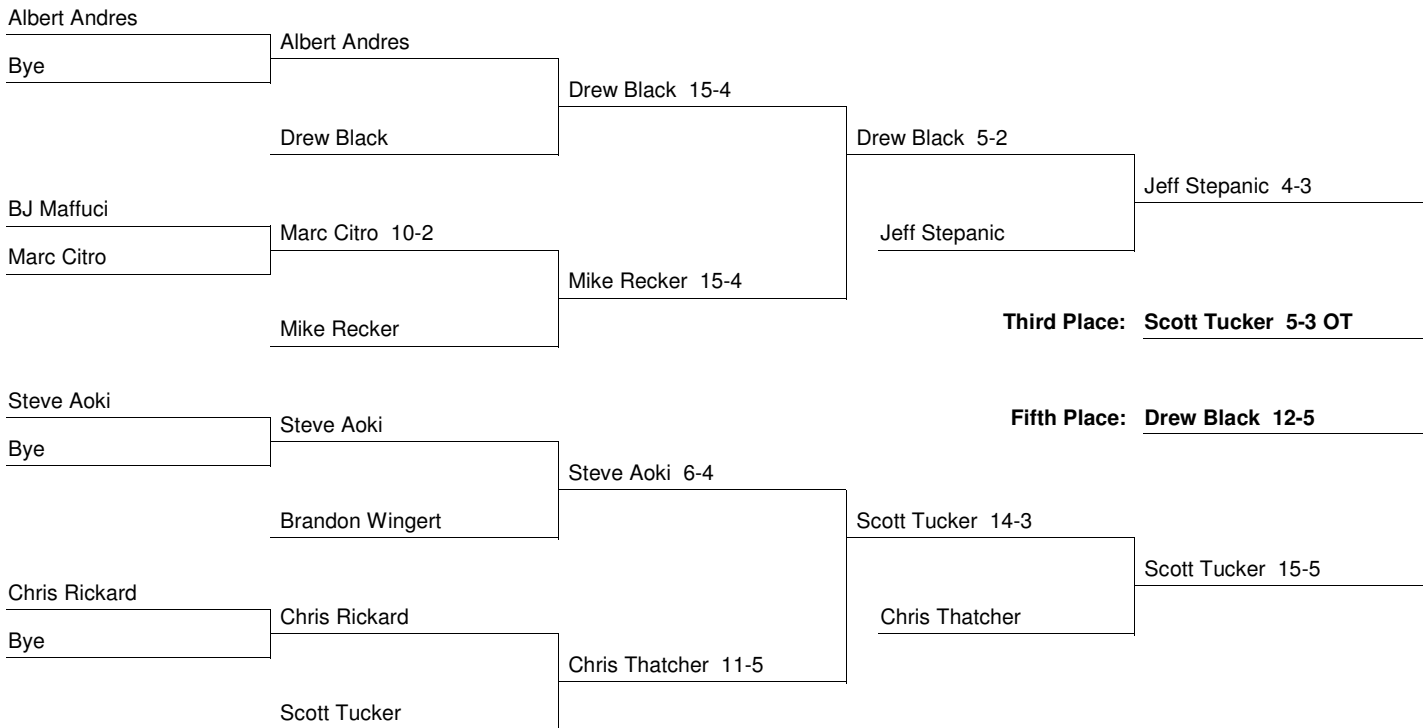 Albert Andres
Albert Andres
Bye
Drew Black 15-4
Drew Black
Drew Black 5-2
Jeff Stepanic 4-3
BJ Maffuci
Marc Citro 10-2
Jeff Stepanic
Marc Citro
Mike Recker 15-4
Mike Recker
Third Place: Scott Tucker 5-3 OT
Steve Aoki
Steve Aoki
Fifth Place: Drew Black 12-5
Bye
Steve Aoki 6-4
Brandon Wingert
Scott Tucker 14-3
Scott Tucker 15-5
Chris Rickard
Chris Rickard
Chris Thatcher
Bye
Chris Thatcher 11-5
Scott Tucker